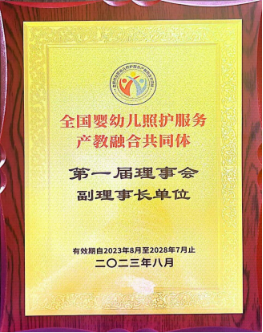 全国婴幼儿照护服务
产教融合共同体
第一届理事会
副理事长单位
有效期自2023年8月至2028年7月止
二〇二三年八月